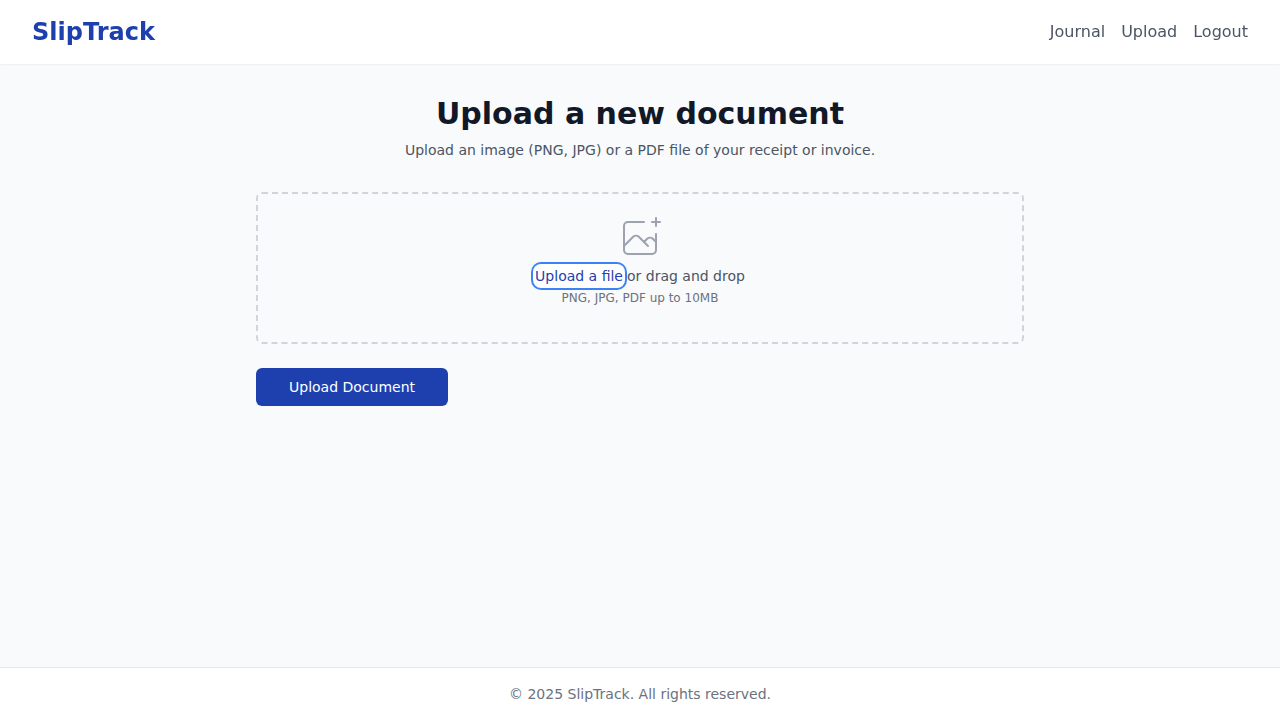 SlipTrack
Journal Upload Logout
Upload a new document
Upload an image (PNG, JPG) or a PDF file of your receipt or invoice.
Upload a file or drag and drop
PNG, JPG, PDF up to 10MB
Upload Document
© 2025 SlipTrack. All rights reserved.